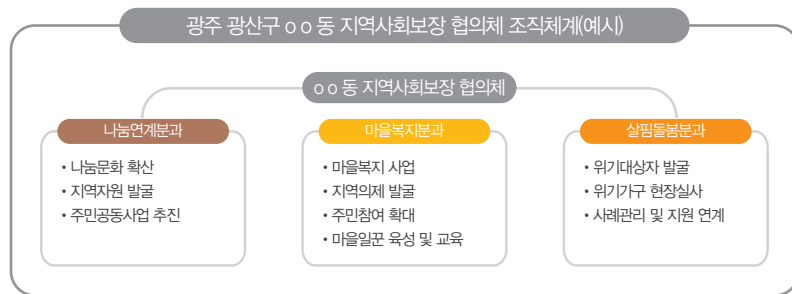 광주 광산구 o o 동 지역사회보장 협의체 조직체계(예시)
o o 동 지역사회보장 협의체
나눔연계분과
• 나눔문화 확산
• 지역자원 발굴
• 주민공동사업 추진
마을복지분과
• 마을복지 사업
• 지역의제 발굴
• 주민참여 확대
• 마을일꾼 육성 및 교육
살핌돌봄분과
• 위기대상자 발굴
• 위기가구 현장실사
• 사례관리 및 지원 연계